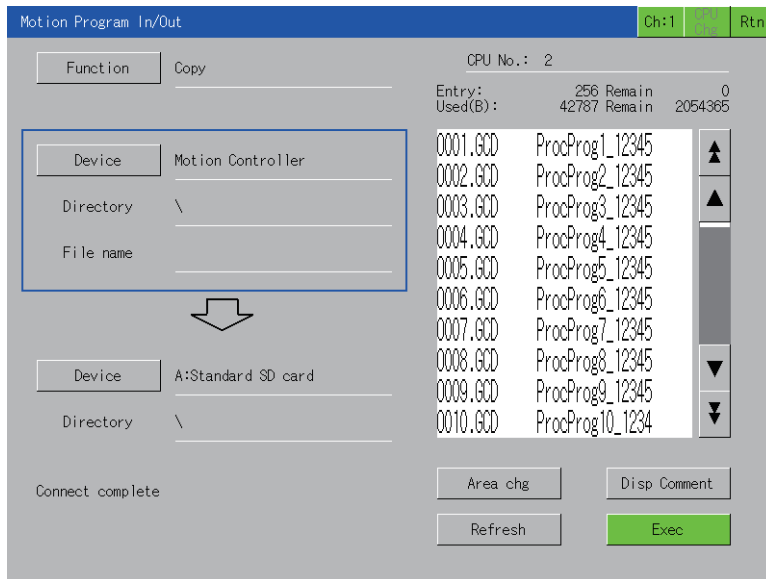 Motion Program In/Out Ch:1 CPU Chg Rtn
Function Copy
CPU No.: 2
Entry: 256 Remain 0
Used(B): 42787 Remain 2054365
Device Motion Controller
Directory \
File name
Device A:Standard SD card
Directory \
Connect complete
0001.GCD ProcProg1_12345
0002.GCD ProcProg2_12345
0003.GCD ProcProg3_12345
0004.GCD ProcProg4_12345
0005.GCD ProcProg5_12345
0006.GCD ProcProg6_12345
0007.GCD ProcProg7_12345
0008.GCD ProcProg8_12345
0009.GCD ProcProg9_12345
0010.GCD ProcProg10_1234
Area chg Disp Comment
Refresh Exec